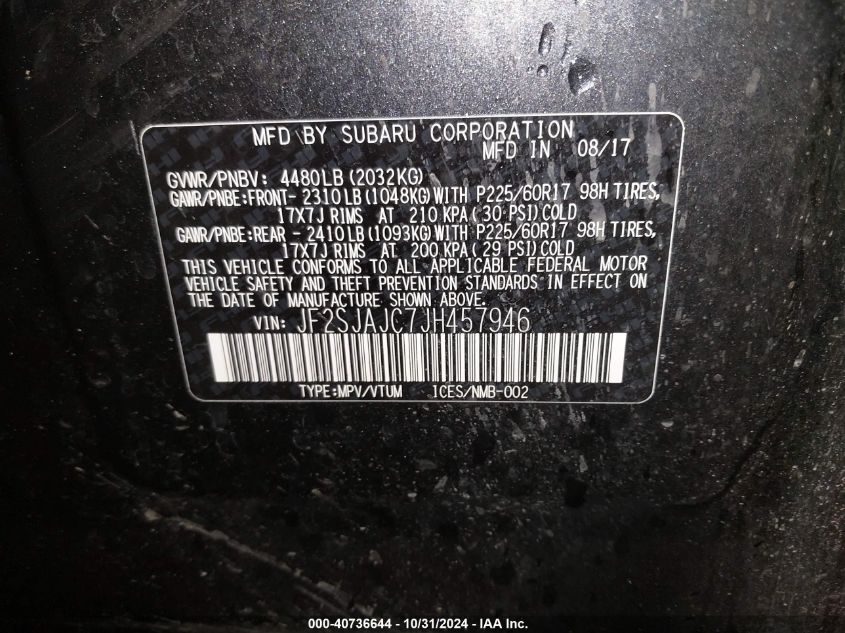 MFD BY SUBARU CORPORATION
MFD IN 08/17
GVWR/PNBV: 4480LB(2032KG)
GAWR/PNBE:FRONT- 2310LB(1048KG)WITH P225/60R17 98H TIRES,
17X7J RIMS AT 210 KPA(30 PSI)COLD
GAWR/PNBE:REAR - 2410LB(1093KG)WITH P225/60R17 98H TIRES,
17X7J RIMS AT 200 KPA(29 PSI)COLD
THIS VEHICLE CONFORMS TO ALL APPLICABLE FEDERAL MOTOR
VEHICLE SAFETY AND THEFT PREVENTION STANDARDS IN EFFECT ON
THE DATE OF MANUFACTURE SHOWN ABOVE.
VIN: JF2SJAJC7JH457946
TYPE:MPV/VTUM ICES/NMB-002
000-40736644 - 10/31/2024 - IAA Inc.